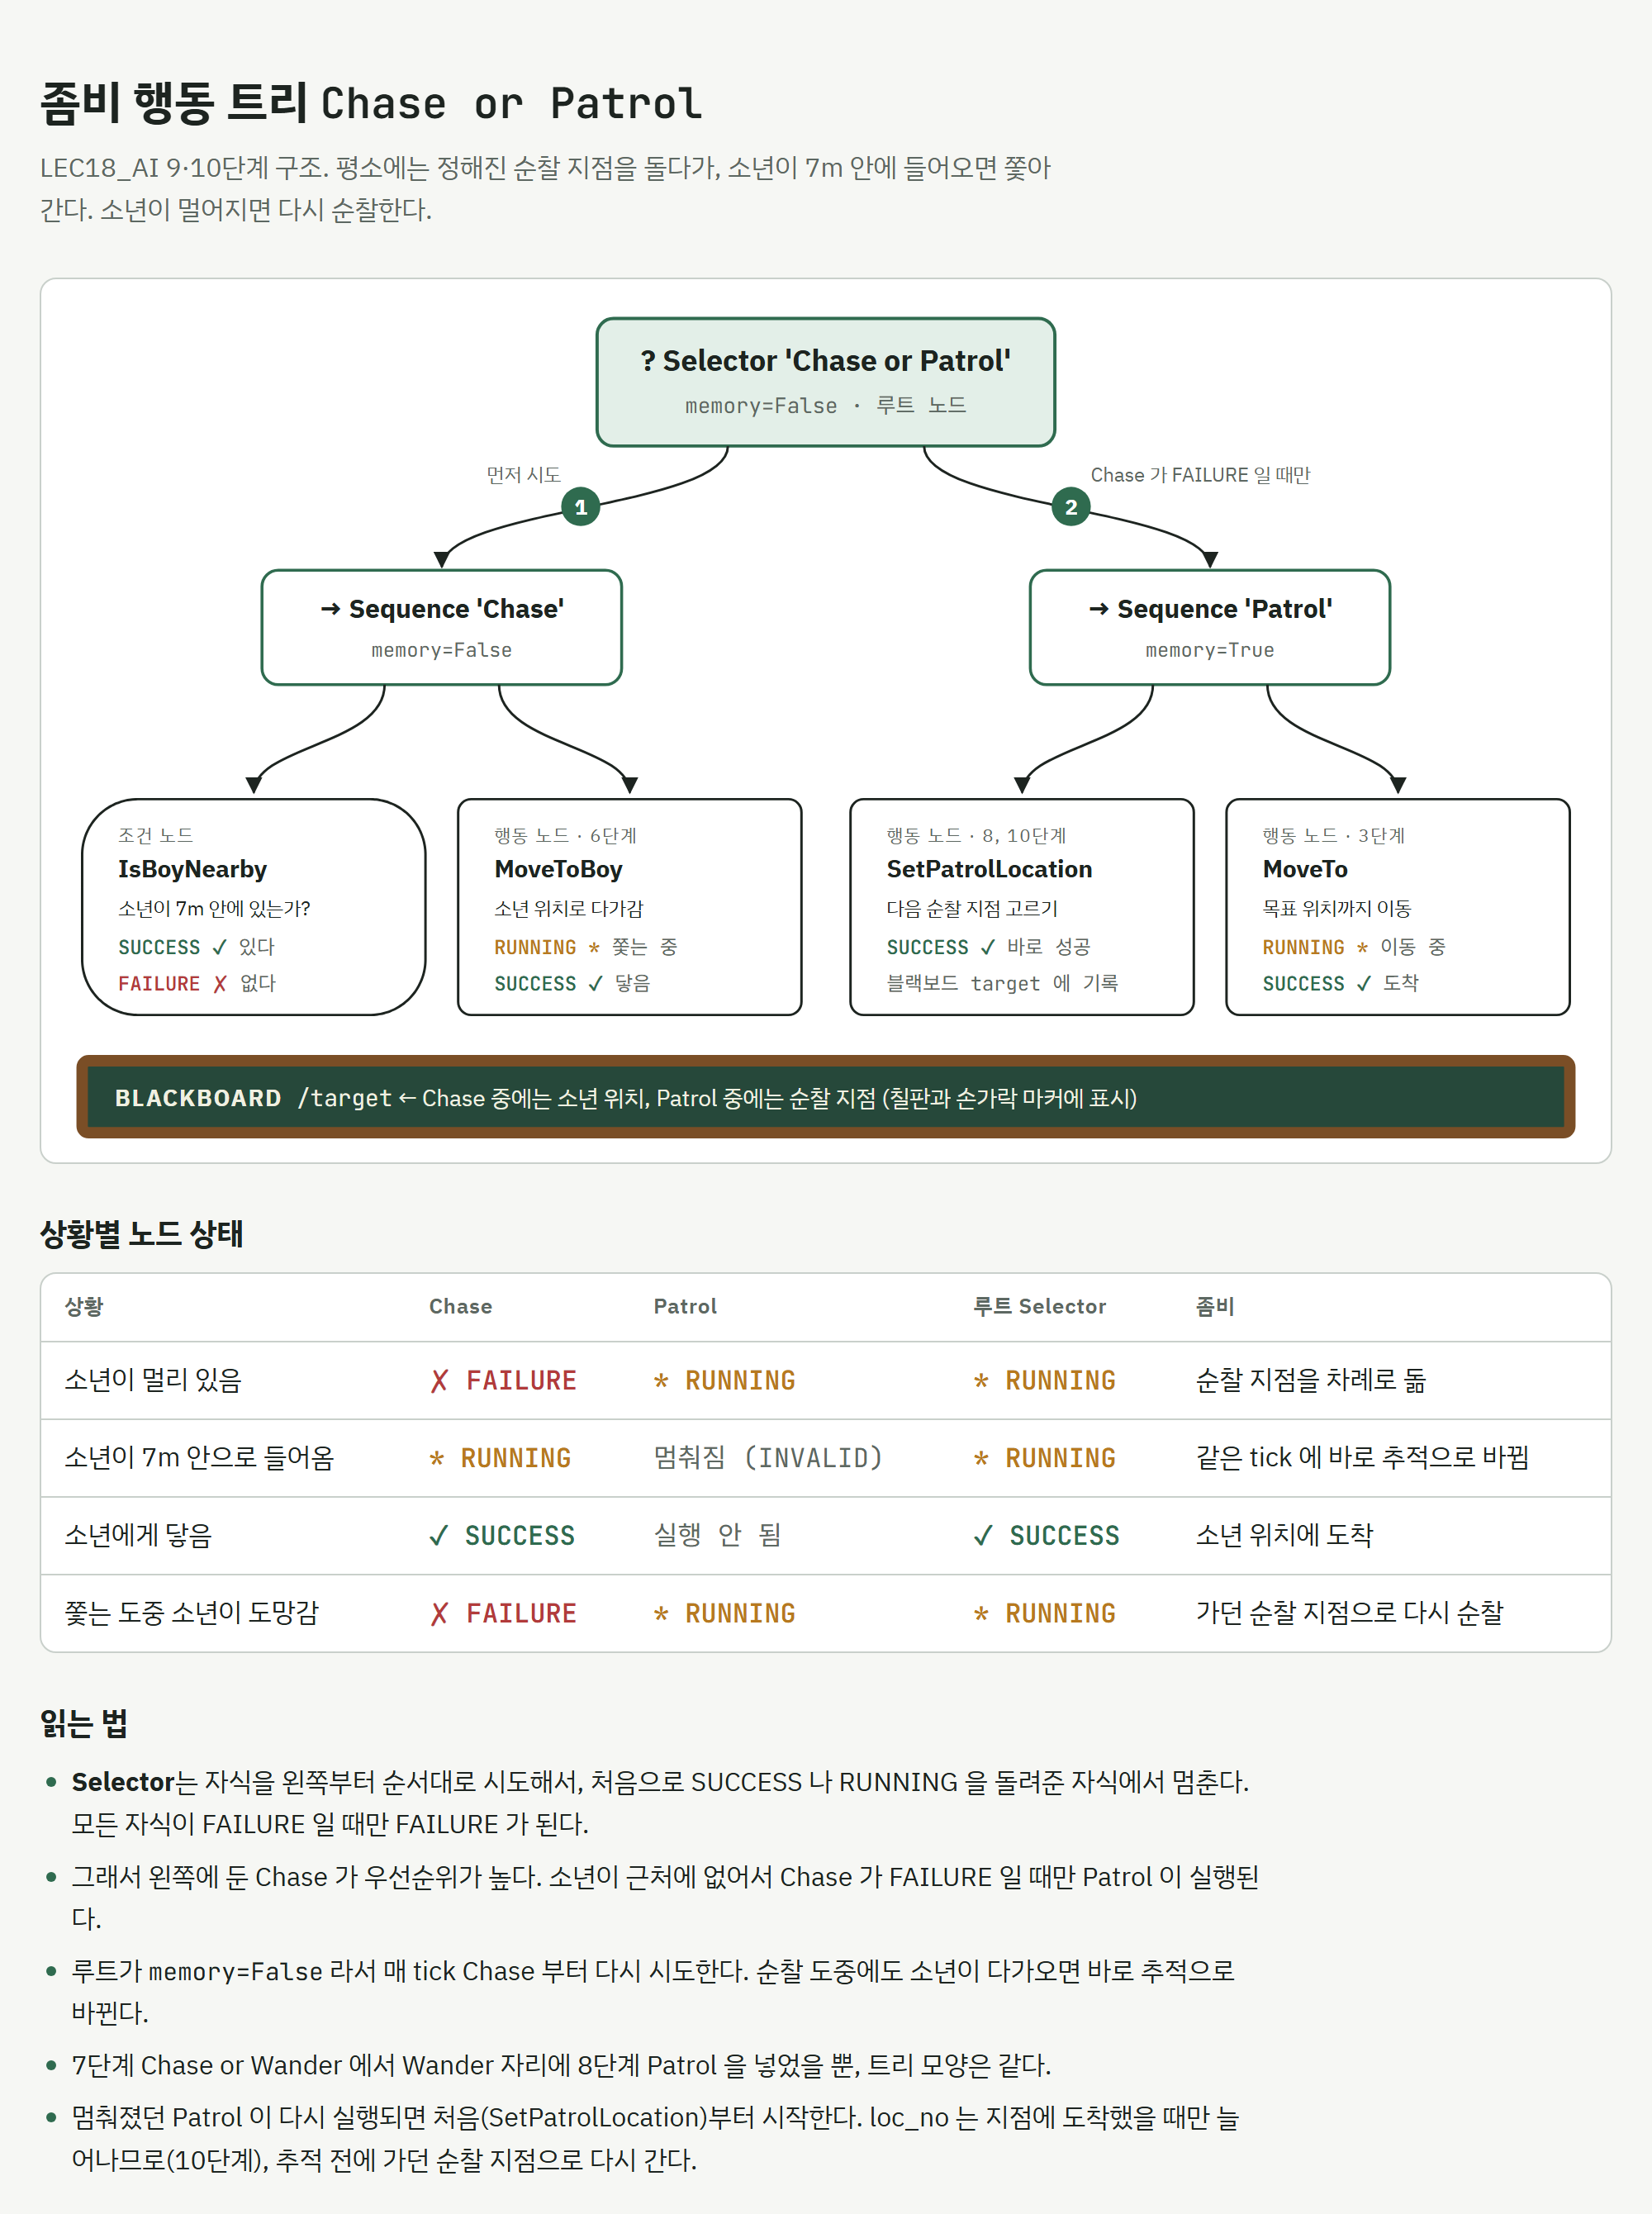 좀비 행동 트리 Chase or Patrol
LEC18_AI 9·10단계 구조. 평소에는 정해진 순찰 지점을 돌다가, 소년이 7m 안에 들어오면 쫓아
간다. 소년이 멀어지면 다시 순찰한다.
? Selector 'Chase or Patrol'
memory=False · 루트 노드
먼저 시도
1
Chase 가 FAILURE 일 때만
2
→ Sequence 'Chase'
memory=False
→ Sequence 'Patrol'
memory=True
조건 노드
IsBoyNearby
소년이 7m 안에 있는가?
SUCCESS ✓ 있다
FAILURE ✗ 없다
행동 노드 · 6단계
MoveToBoy
소년 위치로 다가감
RUNNING * 쫓는 중
SUCCESS ✓ 닿음
행동 노드 · 8, 10단계
SetPatrolLocation
다음 순찰 지점 고르기
SUCCESS ✓ 바로 성공
블랙보드 target 에 기록
행동 노드 · 3단계
MoveTo
목표 위치까지 이동
RUNNING * 이동 중
SUCCESS ✓ 도착
BLACKBOARD /target ← Chase 중에는 소년 위치, Patrol 중에는 순찰 지점 (칠판과 손가락 마커에 표시)
상황별 노드 상태
상황 Chase Patrol 루트 Selector 좀비
소년이 멀리 있음 ✗ FAILURE * RUNNING * RUNNING 순찰 지점을 차례로 돎
소년이 7m 안으로 들어옴 * RUNNING 멈춰짐 (INVALID) * RUNNING 같은 tick 에 바로 추적으로 바뀜
소년에게 닿음 ✓ SUCCESS 실행 안 됨 ✓ SUCCESS 소년 위치에 도착
쫓는 도중 소년이 도망감 ✗ FAILURE * RUNNING * RUNNING 가던 순찰 지점으로 다시 순찰
읽는 법
Selector는 자식을 왼쪽부터 순서대로 시도해서, 처음으로 SUCCESS 나 RUNNING 을 돌려준 자식에서 멈춘다.
모든 자식이 FAILURE 일 때만 FAILURE 가 된다.
그래서 왼쪽에 둔 Chase 가 우선순위가 높다. 소년이 근처에 없어서 Chase 가 FAILURE 일 때만 Patrol 이 실행된
다.
루트가 memory=False 라서 매 tick Chase 부터 다시 시도한다. 순찰 도중에도 소년이 다가오면 바로 추적으로
바뀐다.
7단계 Chase or Wander 에서 Wander 자리에 8단계 Patrol 을 넣었을 뿐, 트리 모양은 같다.
멈춰졌던 Patrol 이 다시 실행되면 처음(SetPatrolLocation)부터 시작한다. loc_no 는 지점에 도착했을 때만 늘
어나므로(10단계), 추적 전에 가던 순찰 지점으로 다시 간다.